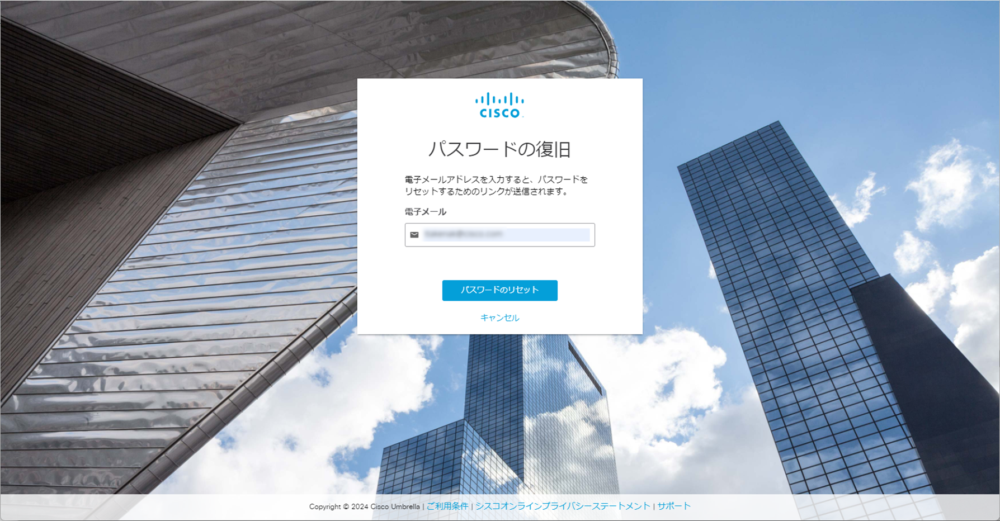 CISCO
パスワードの復旧
電子メールアドレスを入力すると、パスワードを
リセットするためのリンクが送信されます。
電子メール
パスワードのリセット
キャンセル
Copyright © 2024 Cisco Umbrella | ご利用条件 | シスコオンラインプライバシーステートメント | サポート